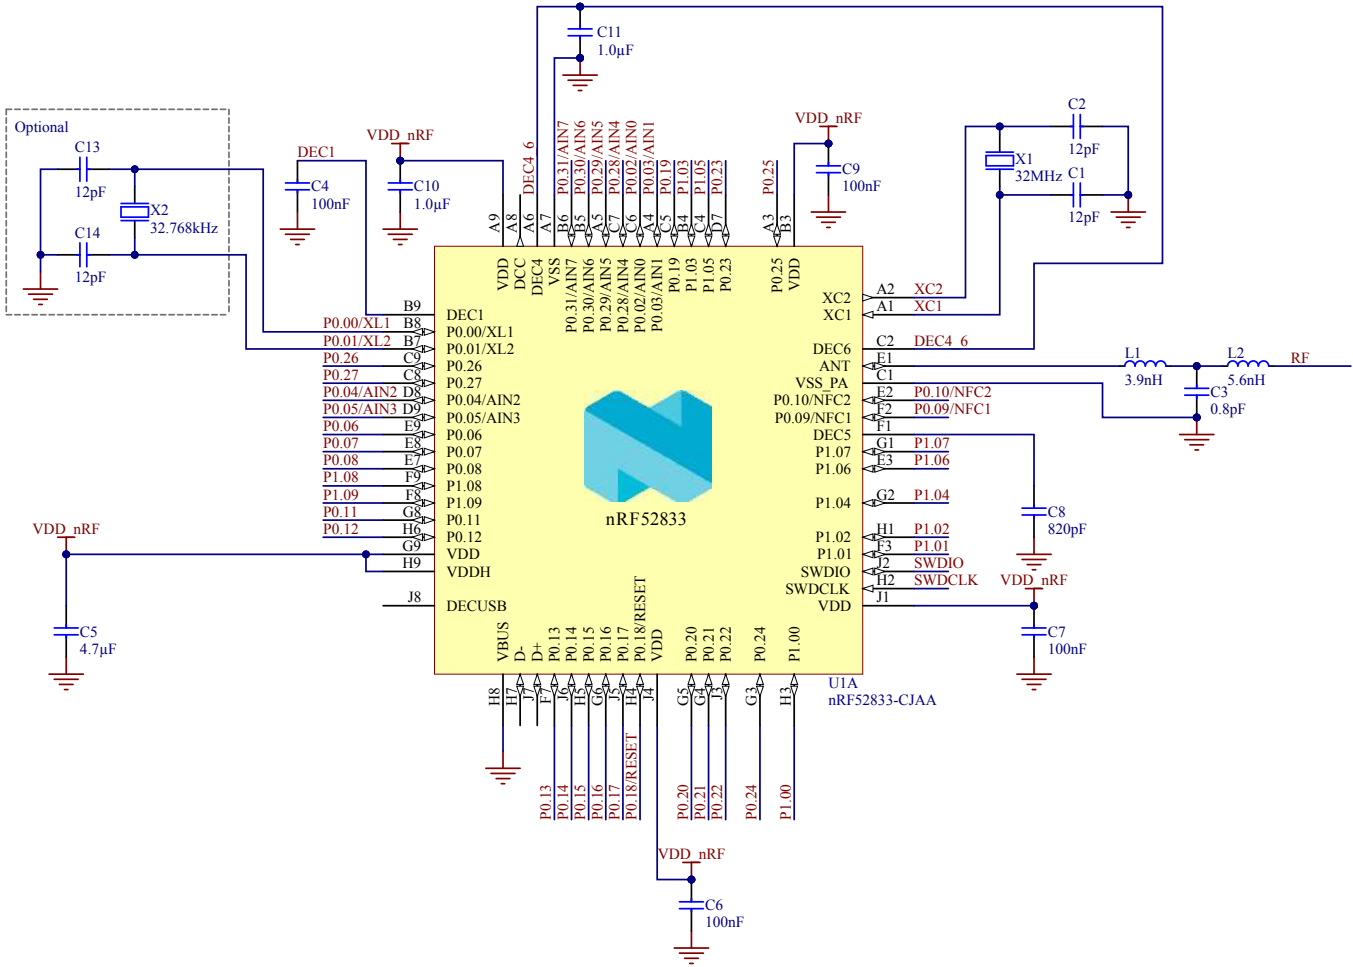 C11
1.0µF
Optional
C13
12pF
X2
32.768kHz
C14
12pF
DEC1
C4
100nF
VDD_nRF
C10
1.0µF
DEC4_6
P0.31/AIN7
P0.30/AIN6
P0.29/AIN5
P0.28/AIN4
P0.02/AIN0
P0.03/AIN1
P0.19
P1.03
P1.05
P0.23
P0.25
VDD_nRF
C9
100nF
C2
12pF
X1
32MHz
C1
12pF
A9
A8
A6
A7
B6
B5
A5
C7
C6
A4
C5
B4
C4
D7
A3
B3
VDD
DCC
DEC4
VSS
P0.31/AIN7
P0.30/AIN6
P0.29/AIN5
P0.28/AIN4
P0.02/AIN0
P0.03/AIN1
P0.19
P1.03
P1.05
P0.23
P0.25
VDD
B9 DEC1
P0.00/XL1 B8 P0.00/XL1
P0.01/XL2 B7 P0.01/XL2
P0.26 C9 P0.26
P0.27 C8 P0.27
P0.04/AIN2 D8 P0.04/AIN2
P0.05/AIN3 D9 P0.05/AIN3
P0.06 E9 P0.06
P0.07 E8 P0.07
P0.08 E7 P0.08
P1.08 F9 P1.08
P1.09 F8 P1.09
P0.11 G8 P0.11
P0.12 H6 P0.12
G9 VDD
H9 VDDH
J8 DECUSB
VDD_nRF
C5
4.7µF
nRF52833
XC2 A2 XC2
XC1 A1 XC1
DEC6 C2 DEC4_6
ANT E1
VSS_PA C1
P0.10/NFC2 E2 P0.10/NFC2
P0.09/NFC1 F2 P0.09/NFC1
DEC5 F1
P1.07 G1 P1.07
P1.06 E3 P1.06
P1.04 G2 P1.04
P1.02 H1 P1.02
P1.01 F3 P1.01
SWDIO J2 SWDIO
SWDCLK H2 SWDCLK
VDD J1
L1
3.9nH
L2
5.6nH
RF
C3
0.8pF
C8
820pF
VDD_nRF
C7
100nF
VBUS
D-
D+
P0.13
P0.14
P0.15
P0.16
P0.17
P0.18/RESET
VDD
P0.20
P0.21
P0.22
P0.24
P1.00
H8
H7
J7
F7
J6
H5
G6
J5
H4
J4
G5
G4
J3
G3
H3
U1A
nRF52833-CJAA
P0.13
P0.14
P0.15
P0.16
P0.17
P0.18/RESET
P0.20
P0.21
P0.22
P0.24
P1.00
VDD_nRF
C6
100nF